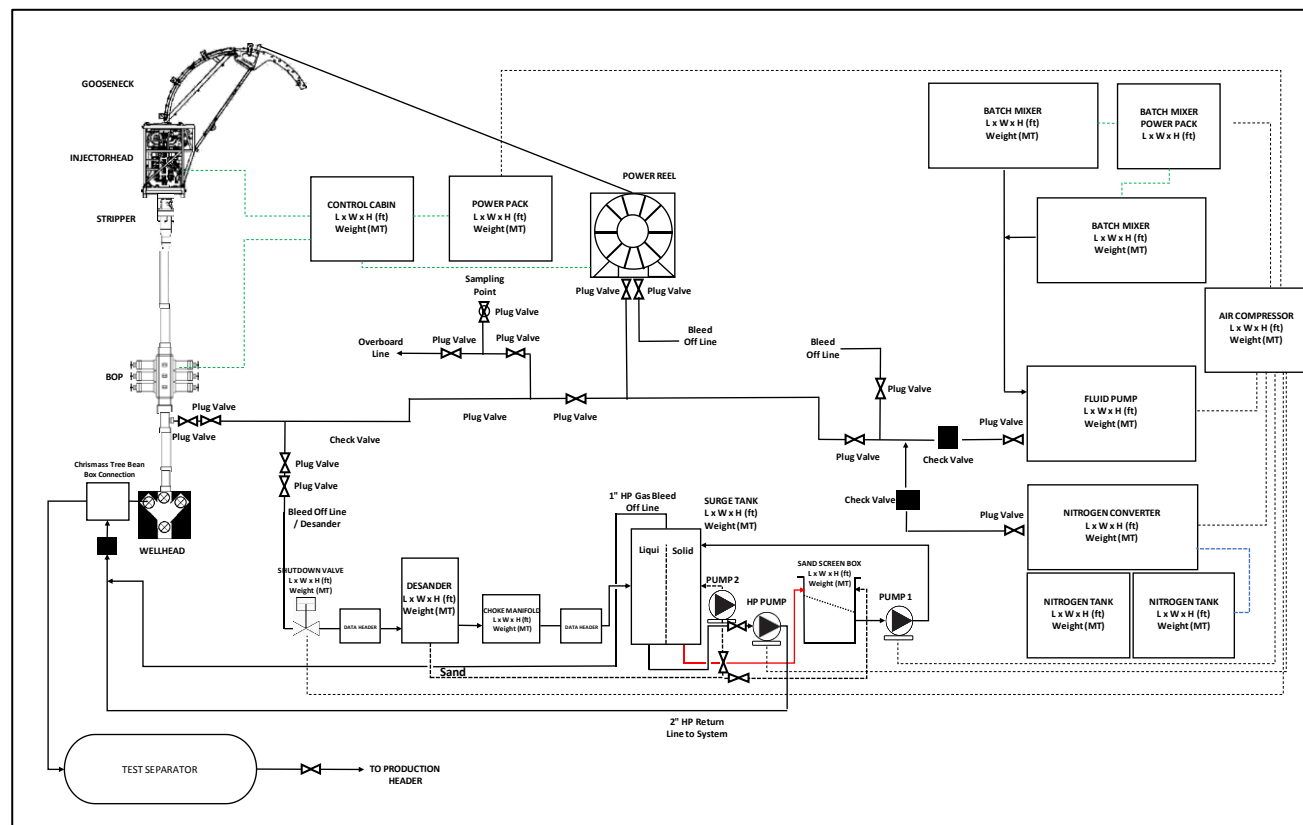 GOOSENECK
INJECTORHEAD
STRIPPER
BOP
CONTROL CABIN
L x W x H (ft)
Weight (MT)
POWER PACK
L x W x H (ft)
Weight (MT)
POWER REEL
Plug Valve
Plug Valve
Bleed
Off Line
Sampling
Point
Plug Valve
Overboard
Line
Plug Valve
Plug Valve
BATCH MIXER
L x W x H (ft)
Weight (MT)
BATCH MIXER
POWER PACK
L x W x H (ft)
BATCH MIXER
L x W x H (ft)
Weight (MT)
AIR COMPRESSOR
L x W x H (ft)
Weight (MT)
Bleed
Off Line
Plug Valve
FLUID PUMP
L x W x H (ft)
Weight (MT)
Plug Valve
Plug Valve
Plug Valve
Plug Valve
Plug Valve
Check Valve
Plug Valve
Check Valve
Plug Valve
Check Valve
Plug Valve
Plug Valve
Bleed Off Line
/ Desander
Chrismass Tree Bean
Box Connection
WELLHEAD
Plug Valve
NITROGEN CONVERTER
L x W x H (ft)
Weight (MT)
NITROGEN TANK
L x W x H (ft)
Weight (MT)
NITROGEN TANK
L x W x H (ft)
Weight (MT)
1" HP Gas Bleed
Off Line
SURGE TANK
L x W x H (ft)
Weight (MT)
Liqui
Solid
SHUTDOWN VALVE
L x W x H (ft)
Weight (MT)
DATA HEADER
DESANDER
L x W x H (ft)
Weight (MT)
CHOKE MANIFOLD
L x W x H (ft)
Weight (MT)
DATA HEADER
PUMP 2
HP PUMP
SAND SCREEN BOX
L x W x H (ft)
Weight (MT)
PUMP 1
Sand
2" HP Return
Line to System
TEST SEPARATOR
TO PRODUCTION
HEADER